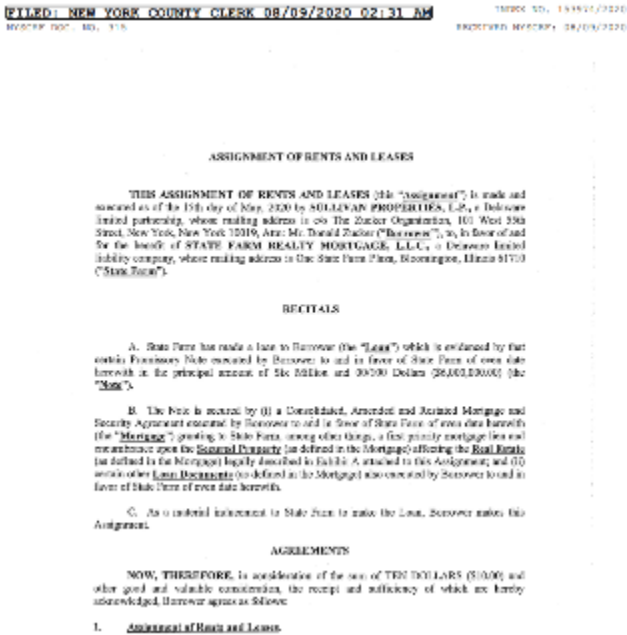 FILED: NEW YORK COUNTY CLERK 08/09/2020 02:31 AM
NYSCEF DOC. NO. 315
INDEX NO.
RECEIVED NYSCEF: 08/09/2020
ASSIGNMENT OF RENTS AND LEASES
THIS ASSIGNMENT OF RENTS AND LEASES (this "Assignment") is made and
executed as of the 15th day of May, 2020 by SULLIVAN PROPERTIES, L.P., a Delaware
limited partnership, whose mailing address is c/o The Zucker Organization, 101 West 55th
Street, New York, New York 10019, Attn: Mr. Donald Zucker ("Borrower"), to, in favor of and
for the benefit of STATE FARM REALTY MORTGAGE, L.L.C., a Delaware limited
liability company, whose mailing address is One State Farm Plaza, Bloomington, Illinois 61710
("State Farm").
RECITALS
A. State Farm has made a loan to Borrower (the "Loan") which is evidenced by that
certain Promissory Note executed by Borrower to and in favor of State Farm of even date
herewith in the principal amount of Six Million and 00/100 Dollars ($6,000,000.00) (the
"Note").
B. The Note is secured by (i) a Consolidated, Amended and Restated Mortgage and
Security Agreement executed by Borrower to and in favor of State Farm of even date herewith
(the "Mortgage") granting to State Farm, among other things, a first priority mortgage lien and
encumbrance upon the Secured Property (as defined in the Mortgage) affecting the Real Estate
(as defined in the Mortgage) legally described in Exhibit A attached to this Assignment; and (ii)
certain other Loan Documents (as defined in the Mortgage) also executed by Borrower to and in
favor of State Farm of even date herewith.
C. As a material inducement to State Farm to make the Loan, Borrower makes this
Assignment.
AGREEMENTS
NOW, THEREFORE, in consideration of the sum of TEN DOLLARS ($10.00) and
other good and valuable consideration, the receipt and sufficiency of which are hereby
acknowledged, Borrower agrees as follows:
1. Assignment of Rents and Leases.